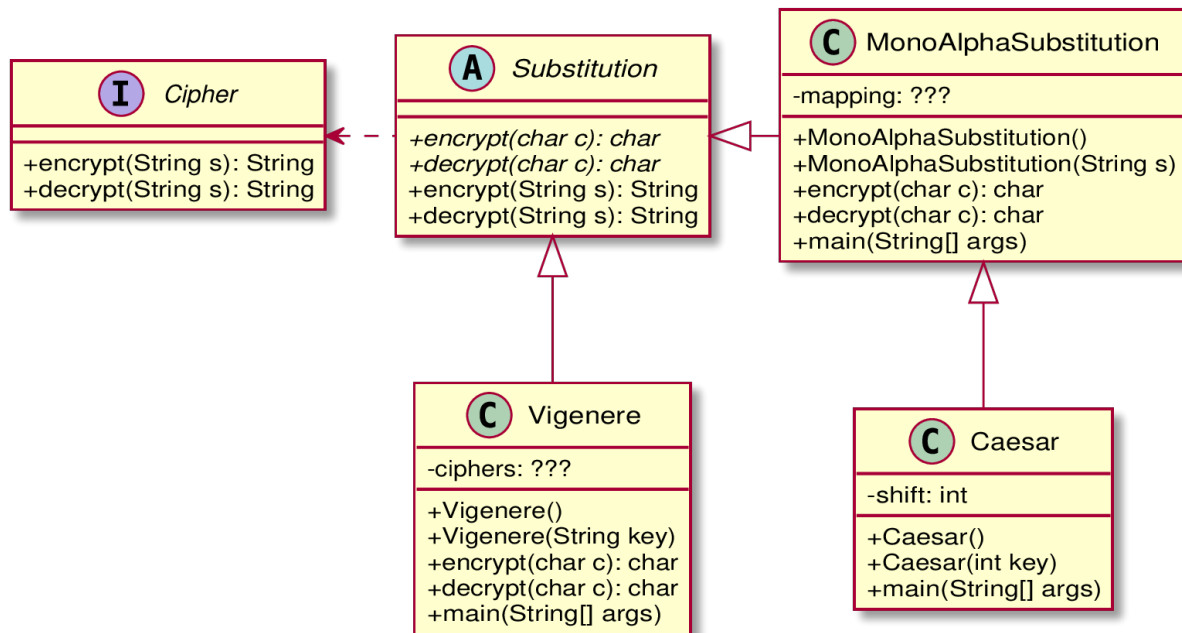 I Cipher
+encrypt(String s): String
+decrypt(String s): String
A Substitution
+encrypt(char c): char
+decrypt(char c): char
+encrypt(String s): String
+decrypt(String s): String
C MonoAlphaSubstitution
-mapping: ???
+MonoAlphaSubstitution()
+MonoAlphaSubstitution(String s)
+encrypt(char c): char
+decrypt(char c): char
+main(String[] args)
C Vigenere
-ciphers: ???
+Vigenere()
+Vigenere(String key)
+encrypt(char c): char
+decrypt(char c): char
+main(String[] args)
C Caesar
-shift: int
+Caesar()
+Caesar(int key)
+main(String[] args)